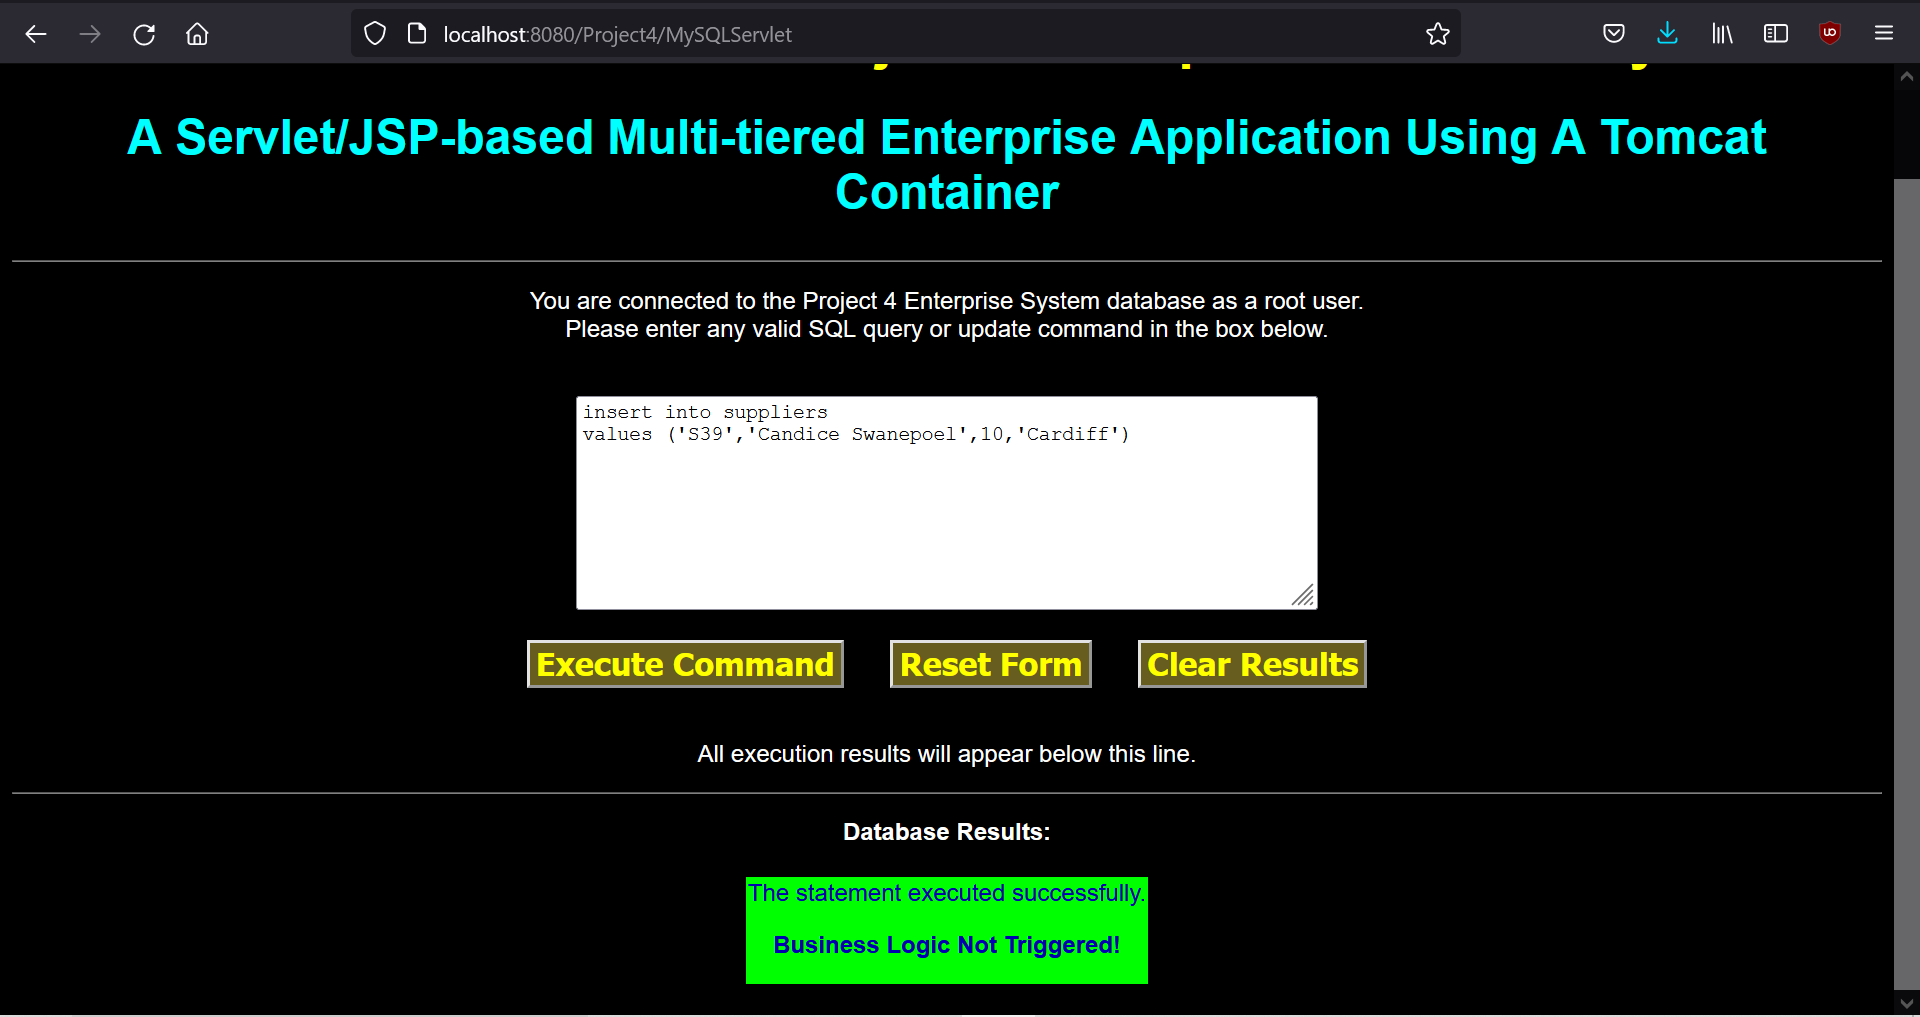 localhost:8080/Project4/MySQLServlet
A Servlet/JSP-based Multi-tiered Enterprise Application Using A Tomcat
Container
You are connected to the Project 4 Enterprise System database as a root user.
Please enter any valid SQL query or update command in the box below.
insert into suppliers
values ('S39','Candice Swanepoel',10,'Cardiff')
Execute Command Reset Form Clear Results
All execution results will appear below this line.
Database Results:
The statement executed successfully.
Business Logic Not Triggered!